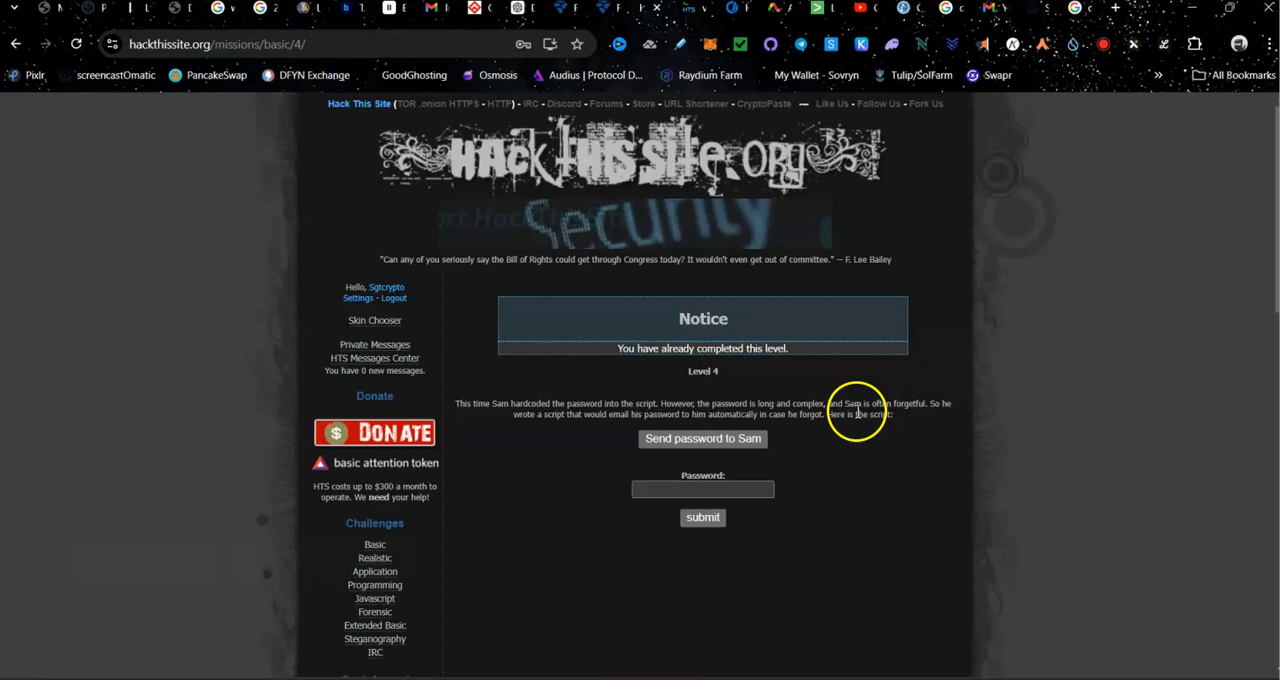 hackthissite.org/missions/basic/4/
Pixlr
screencastOmatic
PancakeSwap
DFYN Exchange
GoodGhosting
Osmosis
Audius | Protocol D...
Raydium Farm
My Wallet - Sovryn
Tulip/SolFarm
Swapr
»
All Bookmarks
Hack This Site (TOR .onion HTTPS - HTTP) - IRC - Discord - Forums - Store - URL Shortener - CryptoPaste --- Like Us - Follow Us - Fork Us
HACK THIS SITE.ORG
Security
"Can any of you seriously say the Bill of Rights could get through Congress today? It wouldn't even get out of committee." — F. Lee Bailey
Hello, Sgtcrypto
Settings - Logout
Skin Chooser
Private Messages
HTS Messages Center
You have 0 new messages.
Donate
$ DONATE
basic attention token
HTS costs up to $300 a month to
operate. We need your help!
Challenges
Basic
Realistic
Application
Programming
Javascript
Forensic
Extended Basic
Steganography
IRC
Notice
You have already completed this level.
Level 4
This time Sam hardcoded the password into the script. However, the password is long and complex, and Sam is often forgetful. So he
wrote a script that would email his password to him automatically in case he forgot. Here is the script:
Send password to Sam
Password:
submit